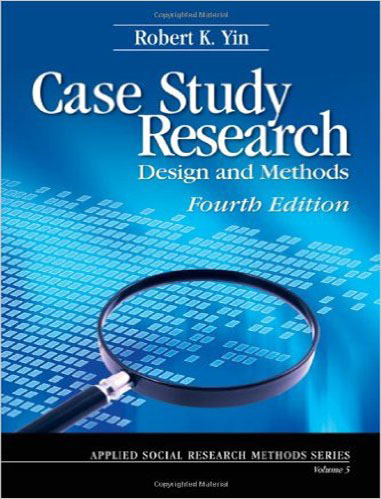 Robert K. Yin
Case Study
Research
Design and Methods
Fourth Edition
APPLIED SOCIAL RESEARCH METHODS SERIES
Volume 5